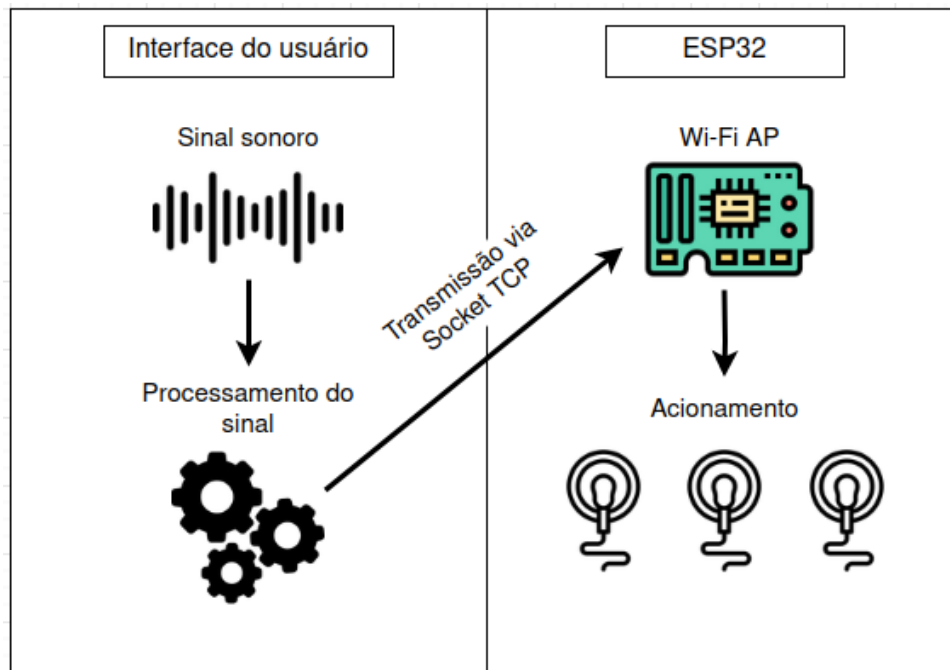 Interface do usuário
Sinal sonoro
Processamento do
sinal
Transmissão via
Socket TCP
ESP32
Wi-Fi AP
Acionamento